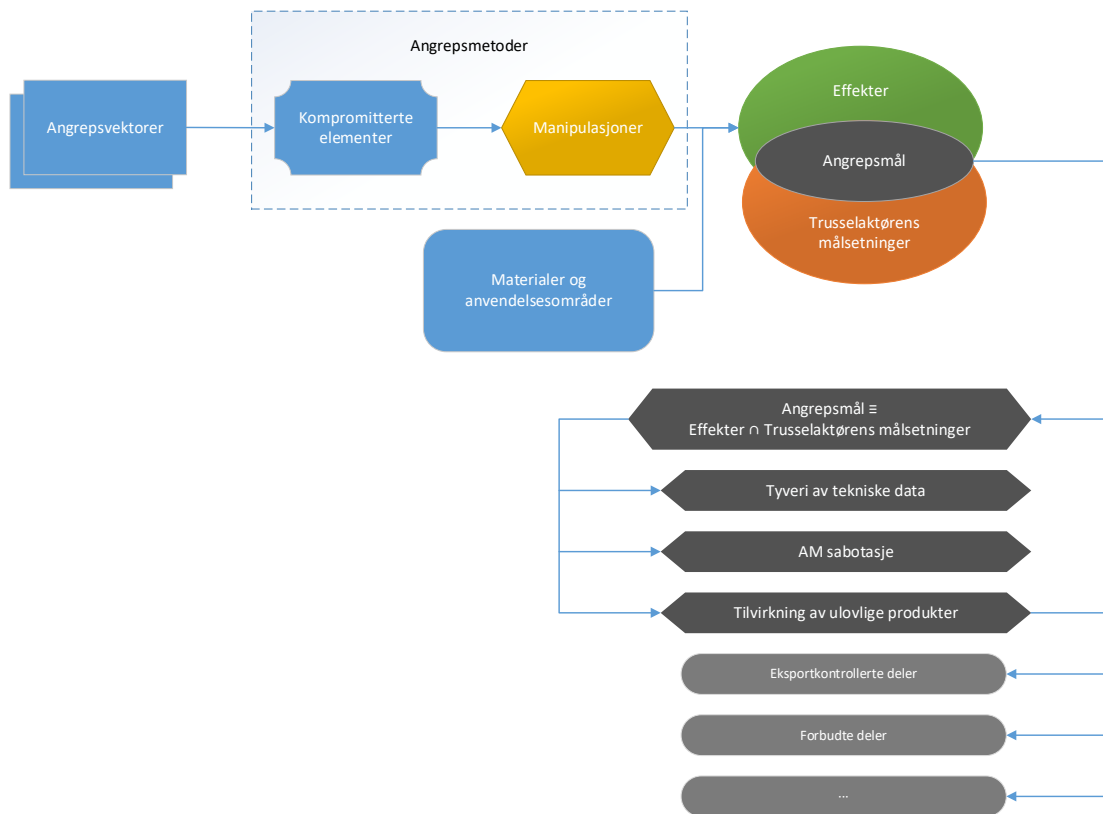 Angrepsmetoder
Angrepsvektorer
Kompromitterte
elementer
Manipulasjoner
Effekter
Angrepsmål
Trusselaktørens
målsetninger
Materialer og
anvendelsesområder
Angrepsmål ≡
Effekter ∩ Trusselaktørens målsetninger
Tyveri av tekniske data
AM sabotasje
Tilvirkning av ulovlige produkter
Eksportkontrollerte deler
Forbudte deler
...